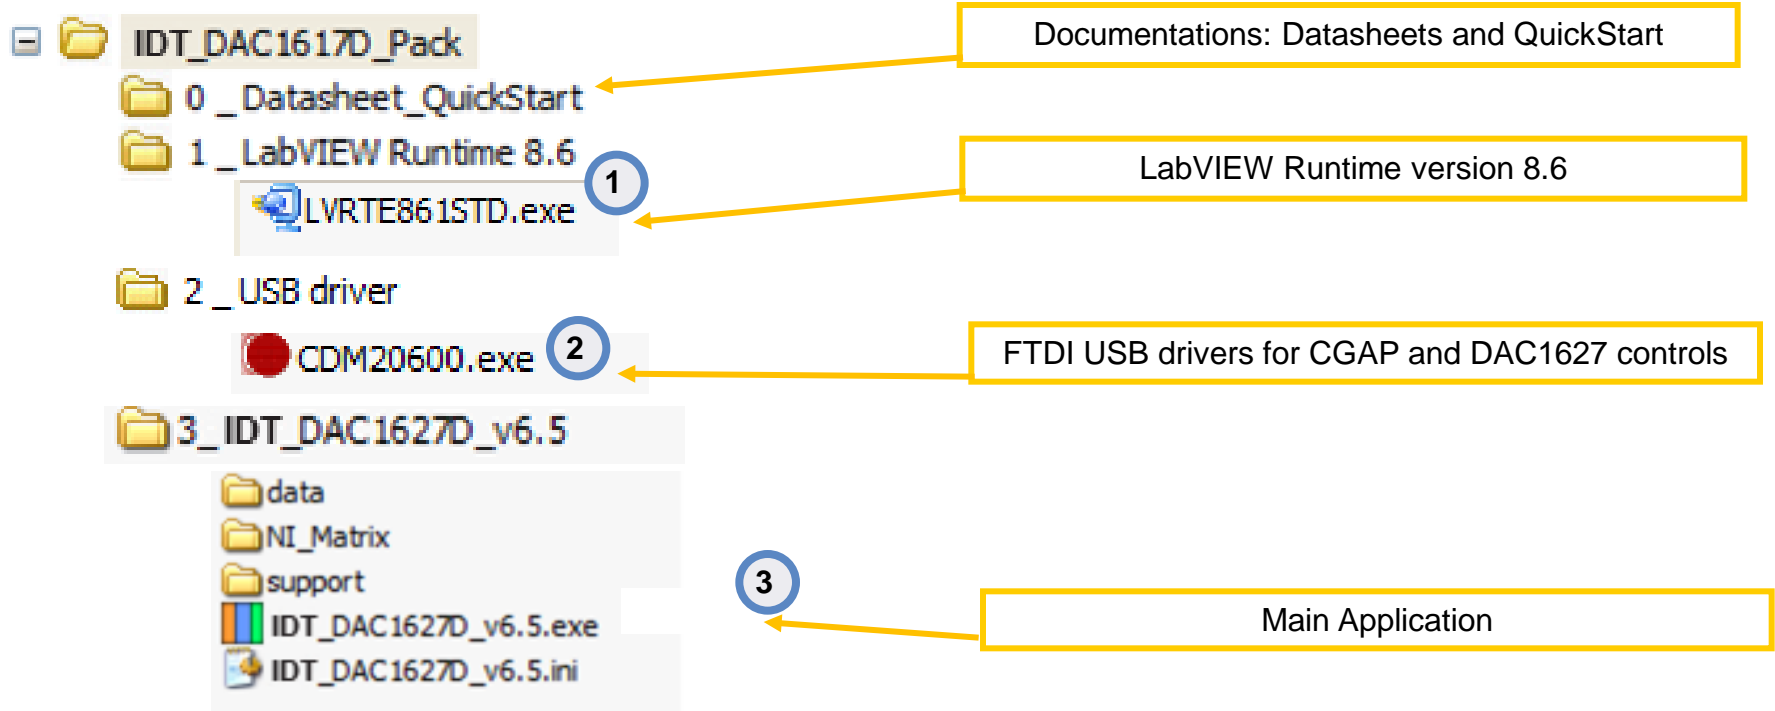 IDT_DAC1617D_Pack
Documentations: Datasheets and QuickStart
0 _ Datasheet_QuickStart
1 _ LabVIEW Runtime 8.6
LabVIEW Runtime version 8.6
1
LVRTE861STD.exe
2 _ USB driver
CDM20600.exe
2
FTDI USB drivers for CGAP and DAC1627 controls
3_ IDT_DAC1627D_v6.5
data
NI_Matrix
support
3
IDT_DAC1627D_v6.5.exe
Main Application
IDT_DAC1627D_v6.5.ini